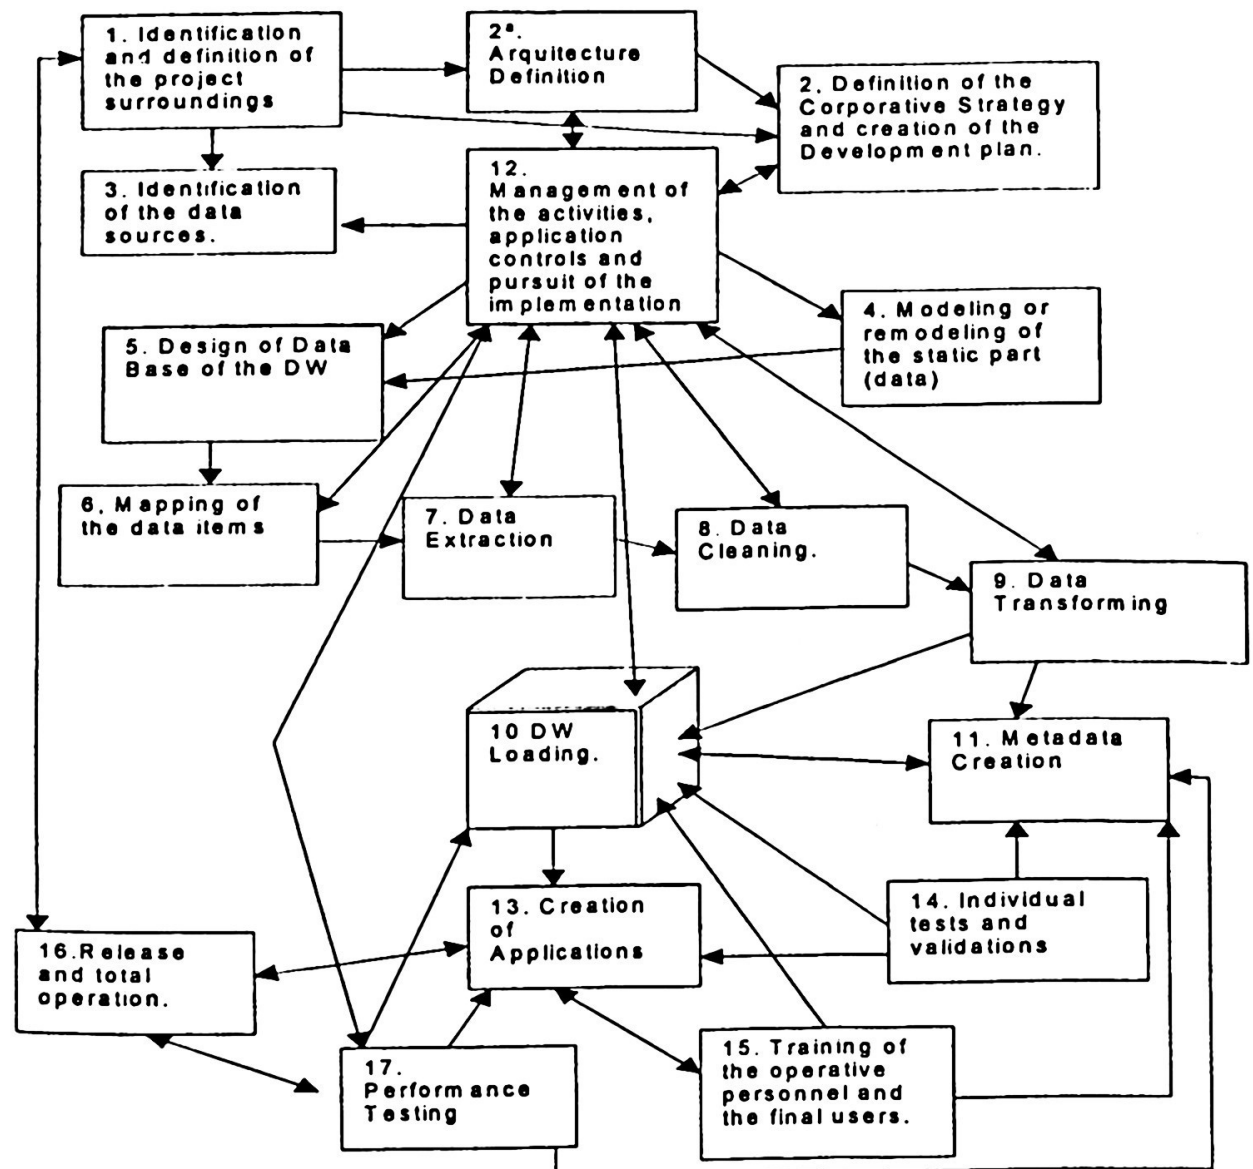 1. Identification
and definition of
the project
surroundings
2ª.
Arquitecture
Definition
2. Definition of the
Corporative Strategy
and creation of the
Development plan.
3. Identification
of the data
sources.
12.
Management of
the activities,
application
controls and
pursuit of the
implementation
4. Modeling or
remodeling of
the static part
(data)
5. Design of Data
Base of the DW
6. Mapping of
the data items
7. Data
Extraction
8. Data
Cleaning.
9. Data
Transforming
10 DW
Loading.
11. Metadata
Creation
13. Creation
of
Applications
14. Individual
tests and
validations
16.Release
and total
operation.
17.
Performance
Testing
15. Training of
the operative
personnel and
the final users.